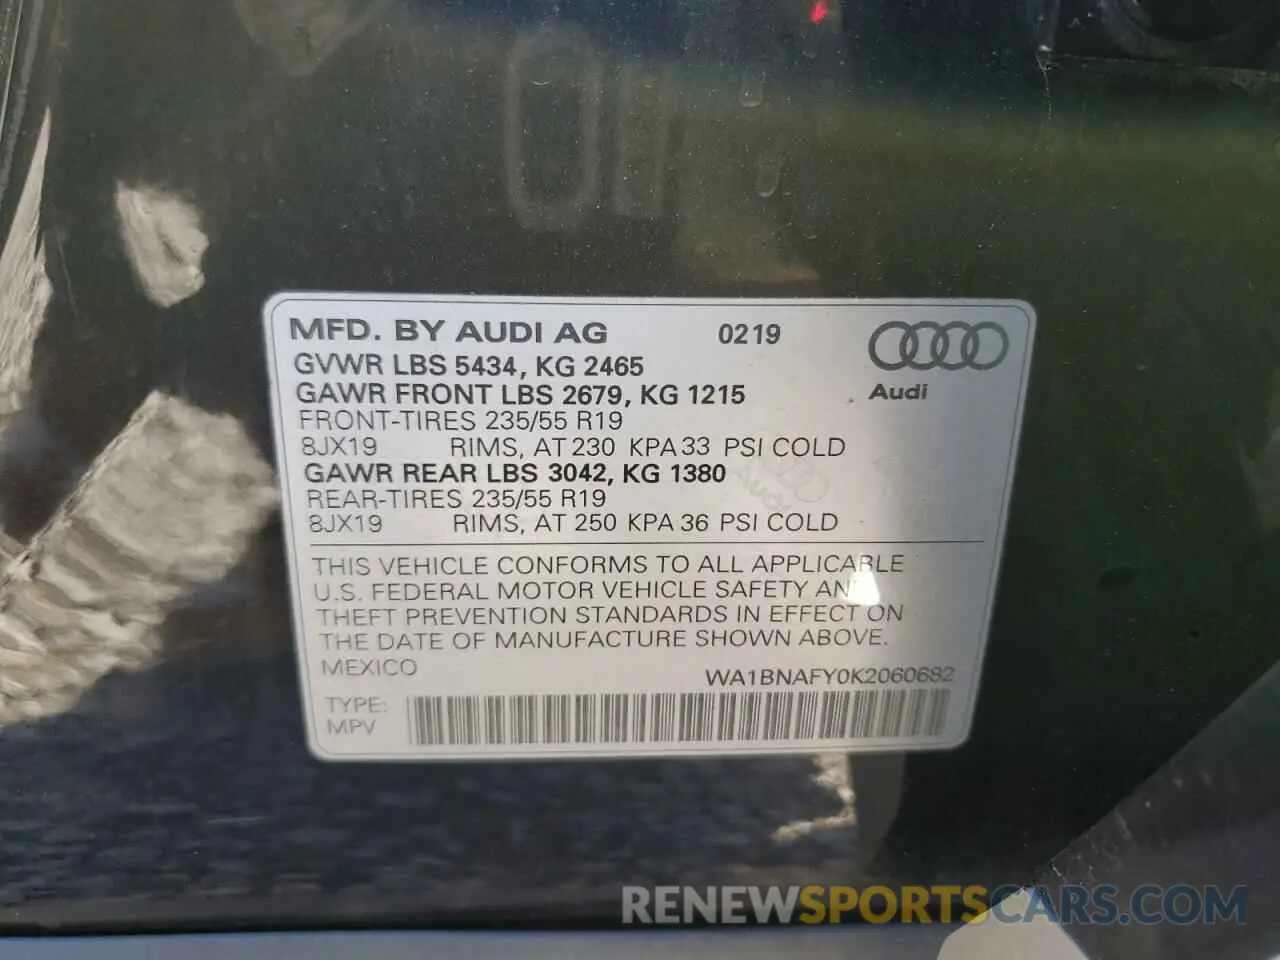 MFD. BY AUDI AG 0219
GVWR LBS 5434, KG 2465
GAWR FRONT LBS 2679, KG 1215
Audi
FRONT-TIRES 235/55 R19
8JX19 RIMS, AT 230 KPA 33 PSI COLD
GAWR REAR LBS 3042, KG 1380
REAR-TIRES 235/55 R19
8JX19 RIMS, AT 250 KPA 36 PSI COLD
THIS VEHICLE CONFORMS TO ALL APPLICABLE
U.S. FEDERAL MOTOR VEHICLE SAFETY AND
THEFT PREVENTION STANDARDS IN EFFECT ON
THE DATE OF MANUFACTURE SHOWN ABOVE.
MEXICO WA1BNAFY0K2060682
TYPE:
MPV
RENEWSPORTSCARS.COM